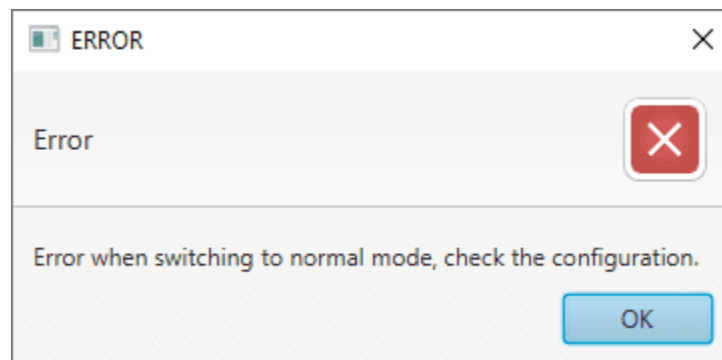 ERROR
Error
Error when switching to normal mode, check the configuration.
OK